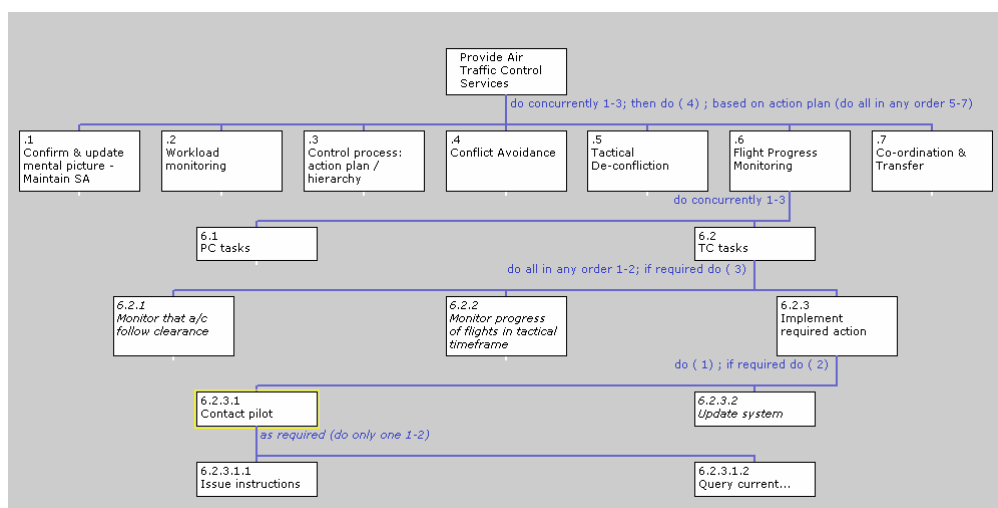 Provide Air
Traffic Control
Services
do concurrently 1-3; then do ( 4) ; based on action plan (do all in any order 5-7)
.1
Confirm & update
mental picture -
Maintain SA
.2
Workload
monitoring
.3
Control process:
action plan /
hierarchy
.4
Conflict Avoidance
.5
Tactical
De-confliction
.6
Flight Progress
Monitoring
.7
Co-ordination &
Transfer
do concurrently 1-3
6.1
PC tasks
6.2
TC tasks
do all in any order 1-2; if required do ( 3)
6.2.1
Monitor that a/c
follow clearance
6.2.2
Monitor progress
of flights in tactical
timeframe
6.2.3
Implement
required action
do ( 1) ; if required do ( 2)
6.2.3.1
Contact pilot
6.2.3.2
Update system
as required (do only one 1-2)
6.2.3.1.1
Issue instructions
6.2.3.1.2
Query current...